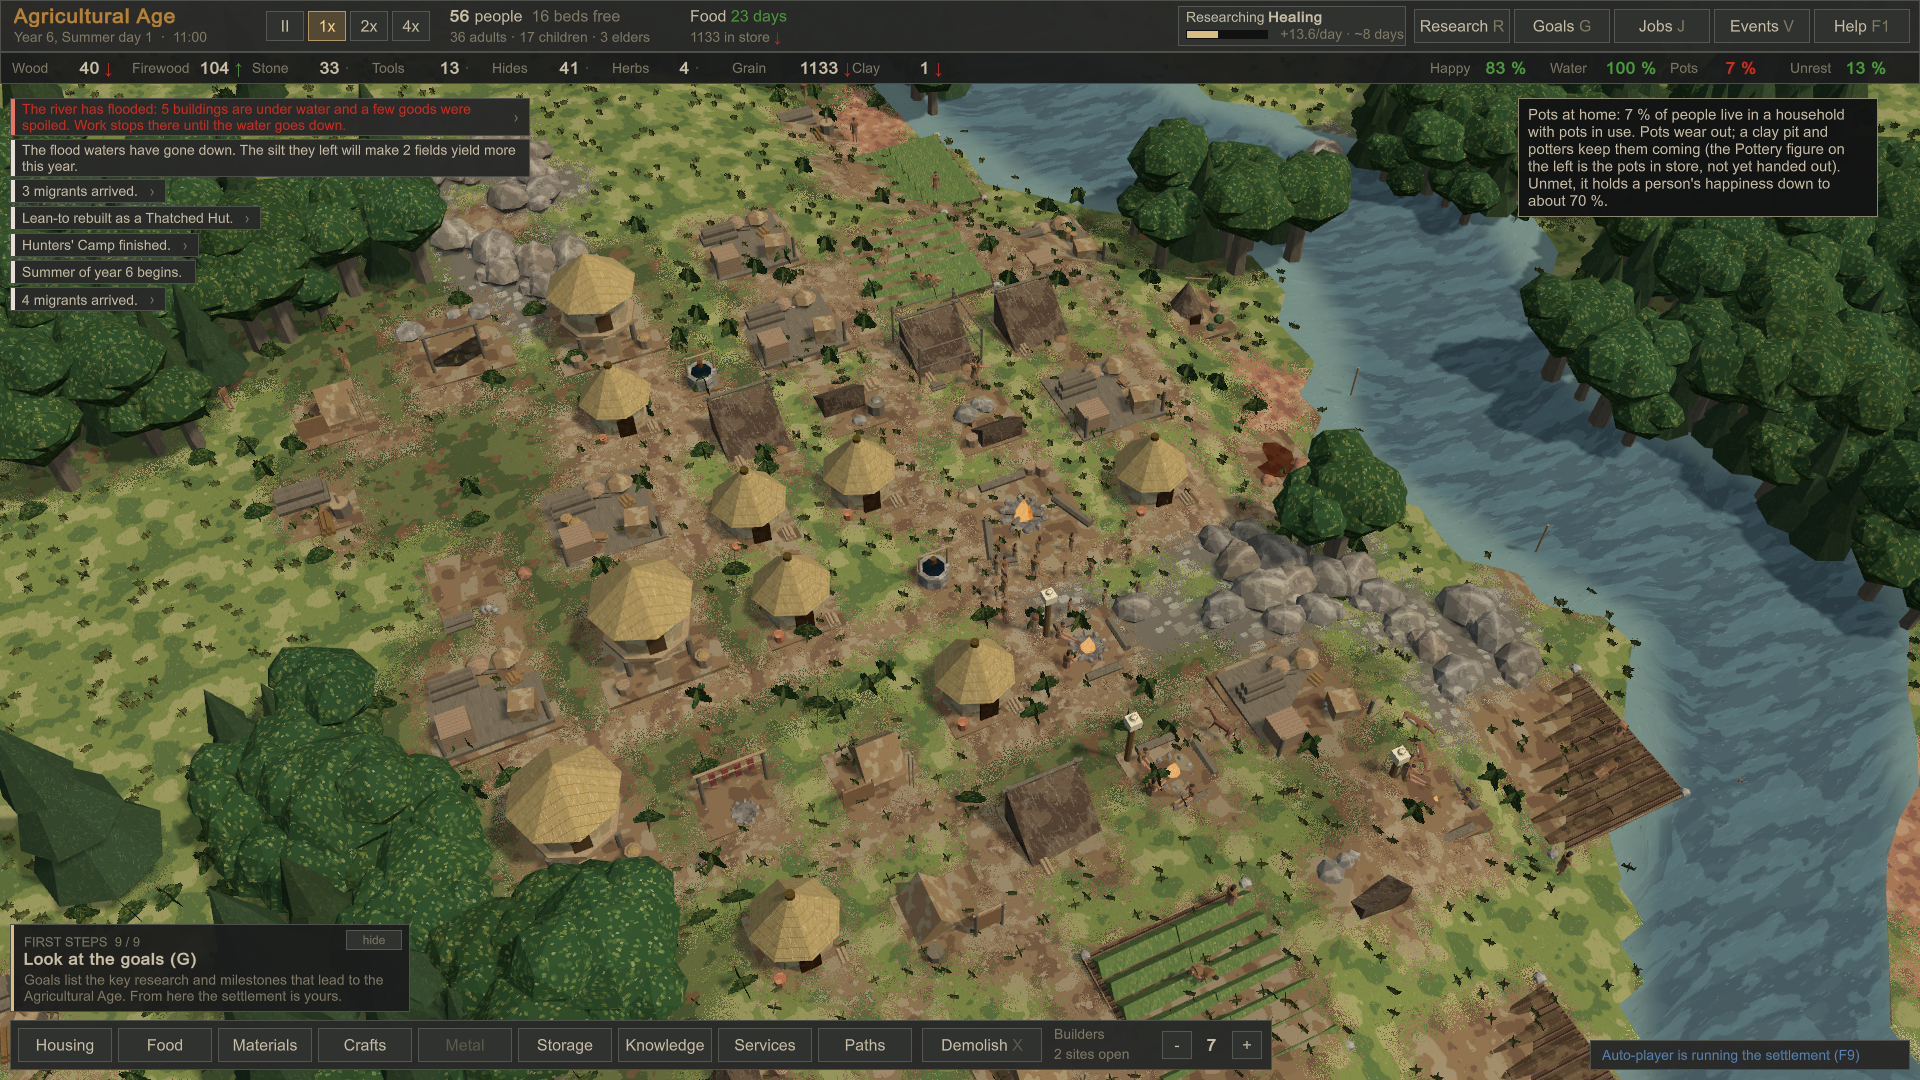 Agricultural Age
Year 6, Summer day 1 · 11:00
II 1x 2x 4x
56 people 16 beds free
36 adults · 17 children · 3 elders
Food 23 days
1133 in store ↓
Researching Healing
+13.6/day · ~8 days
Research R
Goals G
Jobs J
Events V
Help F1
Wood 40 ↓ Firewood 104 ↑ Stone 33 · Tools 13 · Hides 41 · Herbs 4 · Grain 1133 ↓ Clay 1 ↓
Happy 83 % Water 100 % Pots 7 % Unrest 13 %
The river has flooded: 5 buildings are under water and a few goods were
spoiled. Work stops there until the water goes down. ›
The flood waters have gone down. The silt they left will make 2 fields yield more
this year.
3 migrants arrived. ›
Lean-to rebuilt as a Thatched Hut. ›
Hunters' Camp finished. ›
Summer of year 6 begins.
4 migrants arrived. ›
Pots at home: 7 % of people live in a household
with pots in use. Pots wear out; a clay pit and
potters keep them coming (the Pottery figure on
the left is the pots in store, not yet handed out).
Unmet, it holds a person's happiness down to
about 70 %.
FIRST STEPS 9 / 9
hide
Look at the goals (G)
Goals list the key research and milestones that lead to the
Agricultural Age. From here the settlement is yours.
Housing
Food
Materials
Crafts
Metal
Storage
Knowledge
Services
Paths
Demolish X
Builders
2 sites open
- 7 +
Auto-player is running the settlement (F9)